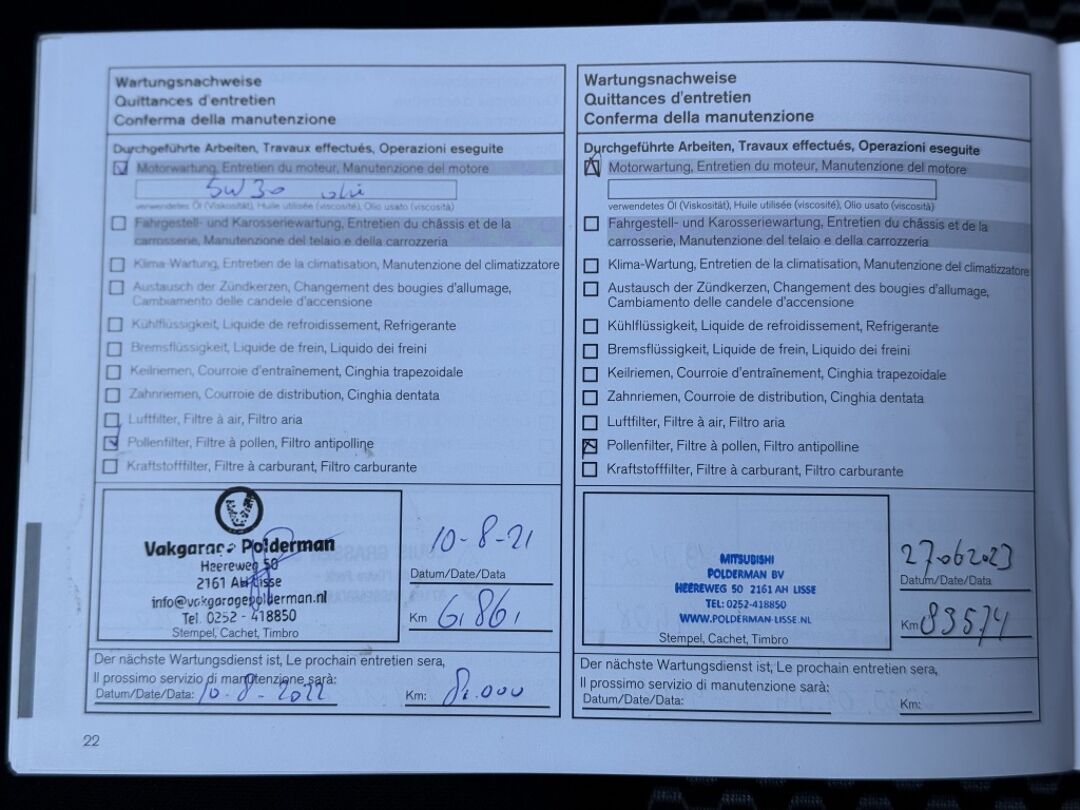 Wartungsnachweise
Quittances d'entretien
Conferma della manutenzione
Durchgeführte Arbeiten, Travaux effectués, Operazioni eseguite
Motorwartung, Entretien du moteur, Manutenzione del motore
5W30 olie
verwendetes Öl (Viskosität), Huile utilisée (viscosité), Olio usato (viscosità)
Fahrgestell- und Karosseriewartung, Entretien du châssis et de la
carrosserie, Manutenzione del telaio e della carrozzeria
Klima-Wartung, Entretien de la climatisation, Manutenzione del climatizzatore
Austausch der Zündkerzen, Changement des bougies d'allumage,
Cambiamento delle candele d'accensione
Kühlflüssigkeit, Liquide de refroidissement, Refrigerante
Bremsflüssigkeit, Liquide de frein, Liquido dei freini
Keilriemen, Courroie d'entraînement, Cinghia trapezoidale
Zahnriemen, Courroie de distribution, Cinghia dentata
Luftfilter, Filtre à air, Filtro aria
Pollenfilter, Filtre à pollen, Filtro antipolline
Kraftstofffilter, Filtre à carburant, Filtro carburante
Vakgarage Polderman
Heereweg 50
2161 AH Lisse
info@vakgaragepolderman.nl
Tel. 0252 - 418850
Stempel, Cachet, Timbro
10-8-21
Datum/Date/Data
Km
Der nächste Wartungsdienst ist, Le prochain entretien sera,
Il prossimo servizio di manutenzione sarà:
Datum/Date/Data: 10-8-2022
Km: 81.000
22
Wartungsnachweise
Quittances d'entretien
Conferma della manutenzione
Durchgeführte Arbeiten, Travaux effectués, Operazioni eseguite
Motorwartung, Entretien du moteur, Manutenzione del motore
verwendetes Öl (Viskosität), Huile utilisée (viscosité), Olio usato (viscosità)
Fahrgestell- und Karosseriewartung, Entretien du châssis et de la
carrosserie, Manutenzione del telaio e della carrozzeria
Klima-Wartung, Entretien de la climatisation, Manutenzione del climatizzatore
Austausch der Zündkerzen, Changement des bougies d'allumage,
Cambiamento delle candele d'accensione
Kühlflüssigkeit, Liquide de refroidissement, Refrigerante
Bremsflüssigkeit, Liquide de frein, Liquido dei freini
Keilriemen, Courroie d'entraînement, Cinghia trapezoidale
Zahnriemen, Courroie de distribution, Cinghia dentata
Luftfilter, Filtre à air, Filtro aria
Pollenfilter, Filtre à pollen, Filtro antipolline
Kraftstofffilter, Filtre à carburant, Filtro carburante
MITSUBISHI
POLDERMAN BV
HEEREWEG 50 2161 AH LISSE
TEL: 0252-418850
WWW.POLDERMAN-LISSE.NL
Stempel, Cachet, Timbro
27062023
Datum/Date/Data
Km 83574
Der nächste Wartungsdienst ist, Le prochain entretien sera,
Il prossimo servizio di manutenzione sarà:
Datum/Date/Data:
Km: